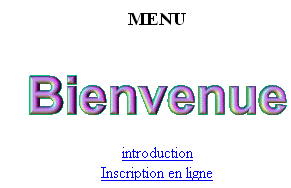 MENU
Bienvenue
introduction
Inscription en ligne